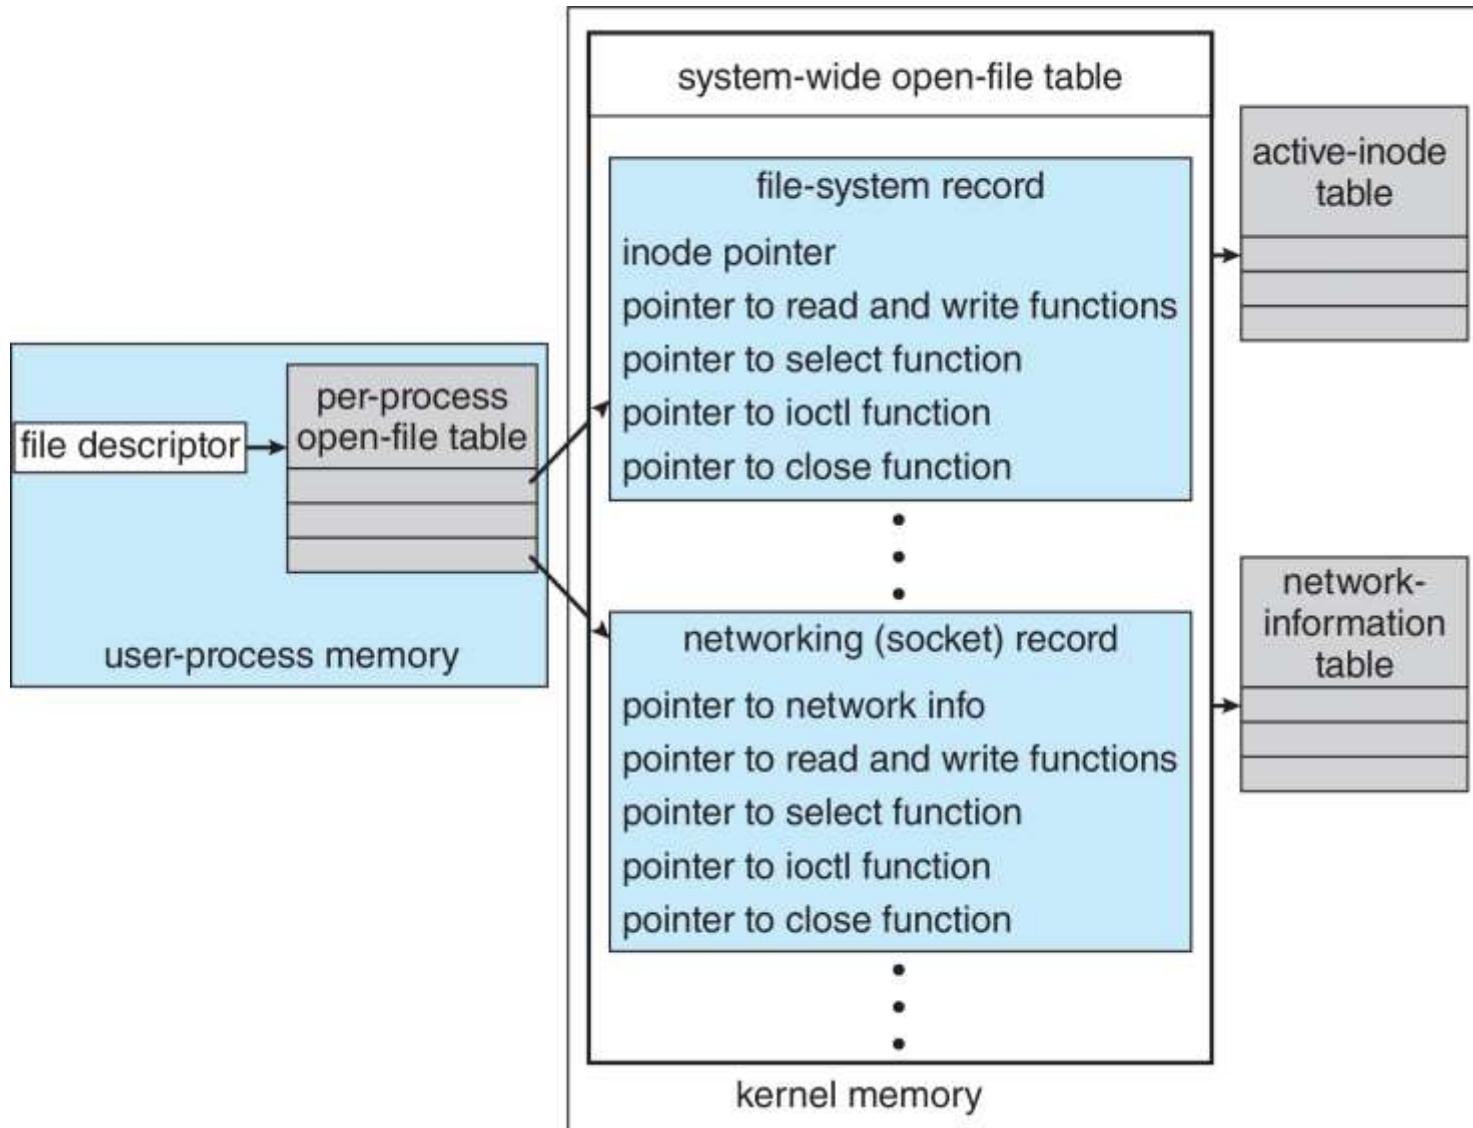 system-wide open-file table
file-system record
inode pointer
pointer to read and write functions
pointer to select function
pointer to ioctl function
pointer to close function
active-inode
table
per-process
open-file table
file descriptor
user-process memory
networking (socket) record
pointer to network info
pointer to read and write functions
pointer to select function
pointer to ioctl function
pointer to close function
network-
information
table
kernel memory